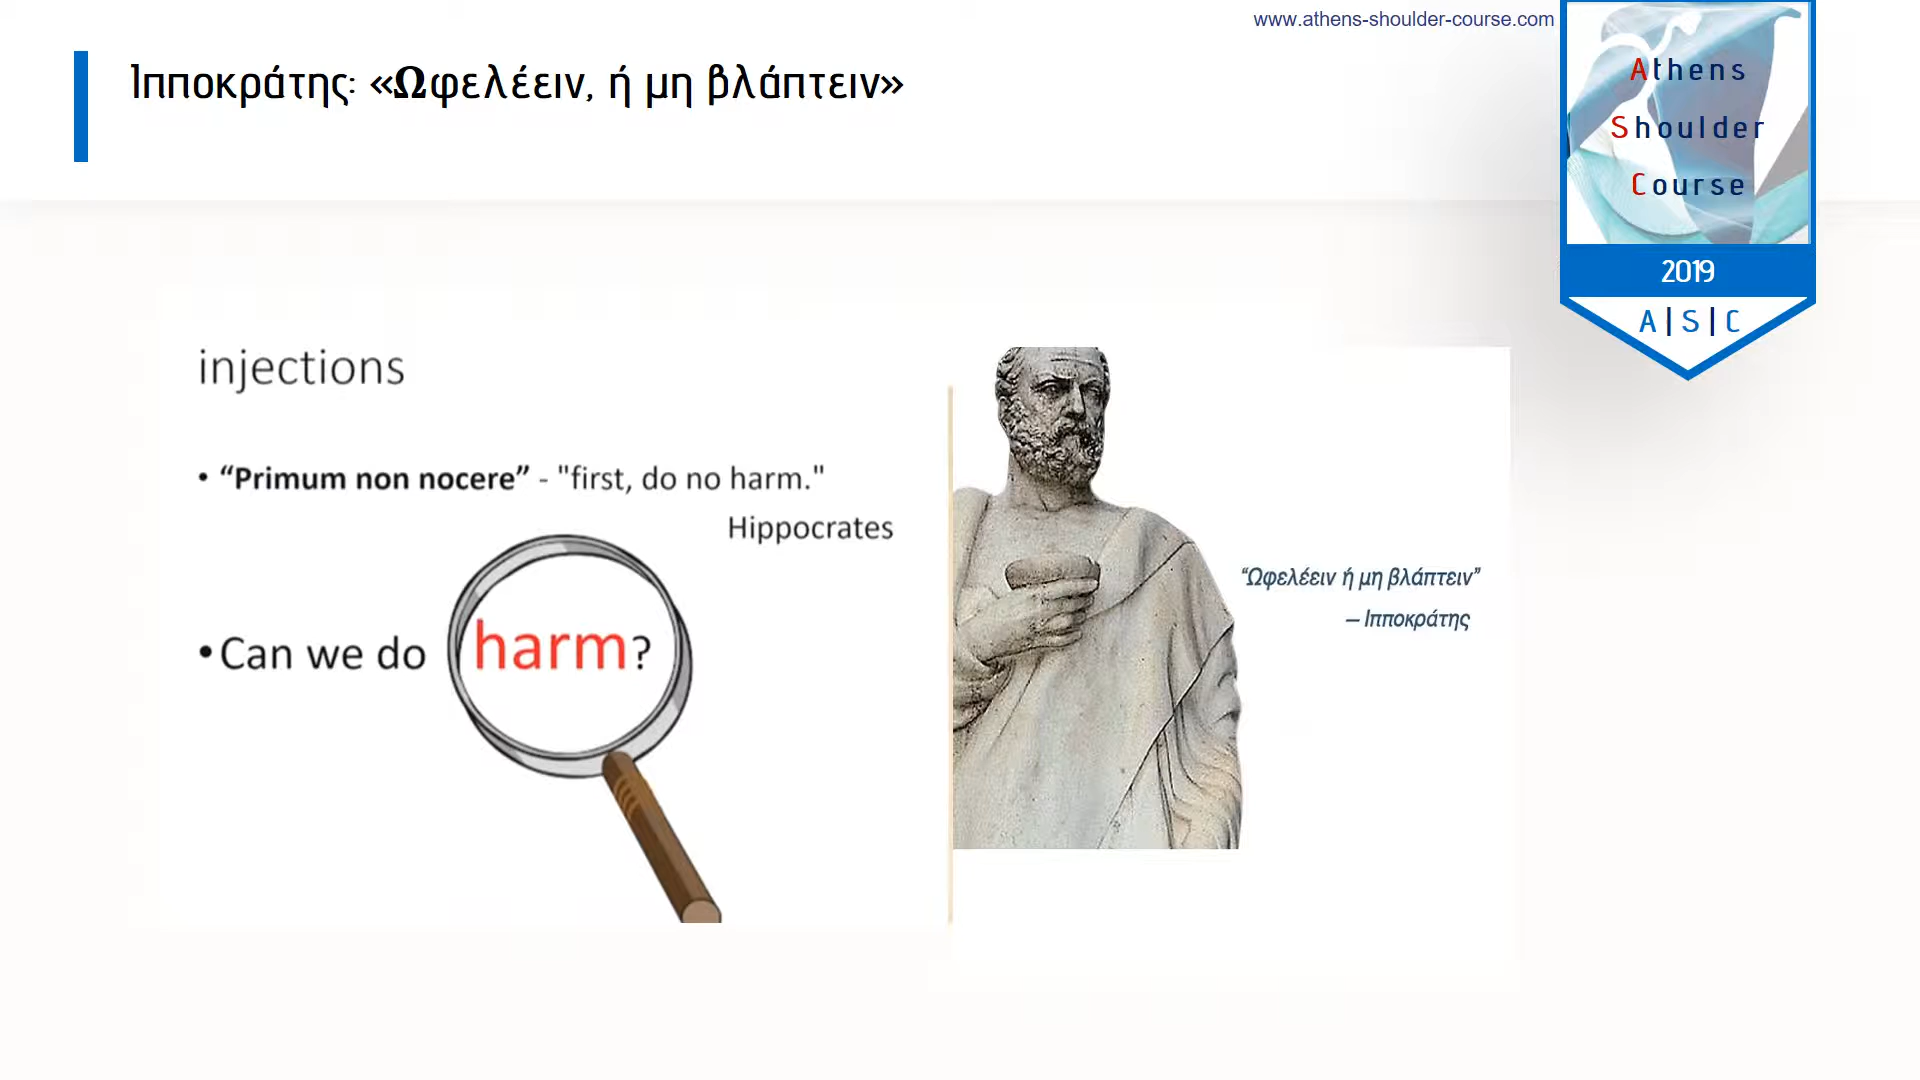 www.athens-shoulder-course.com
Ιπποκράτης: «Ωφελέειν, ή μη βλάπτειν»
Athens
Shoulder
Course
2019
A|S|C
injections
• “Primum non nocere” - "first, do no harm."
Hippocrates
• Can we do harm?
“Ωφελέειν ή μη βλάπτειν”
– Ιπποκράτης